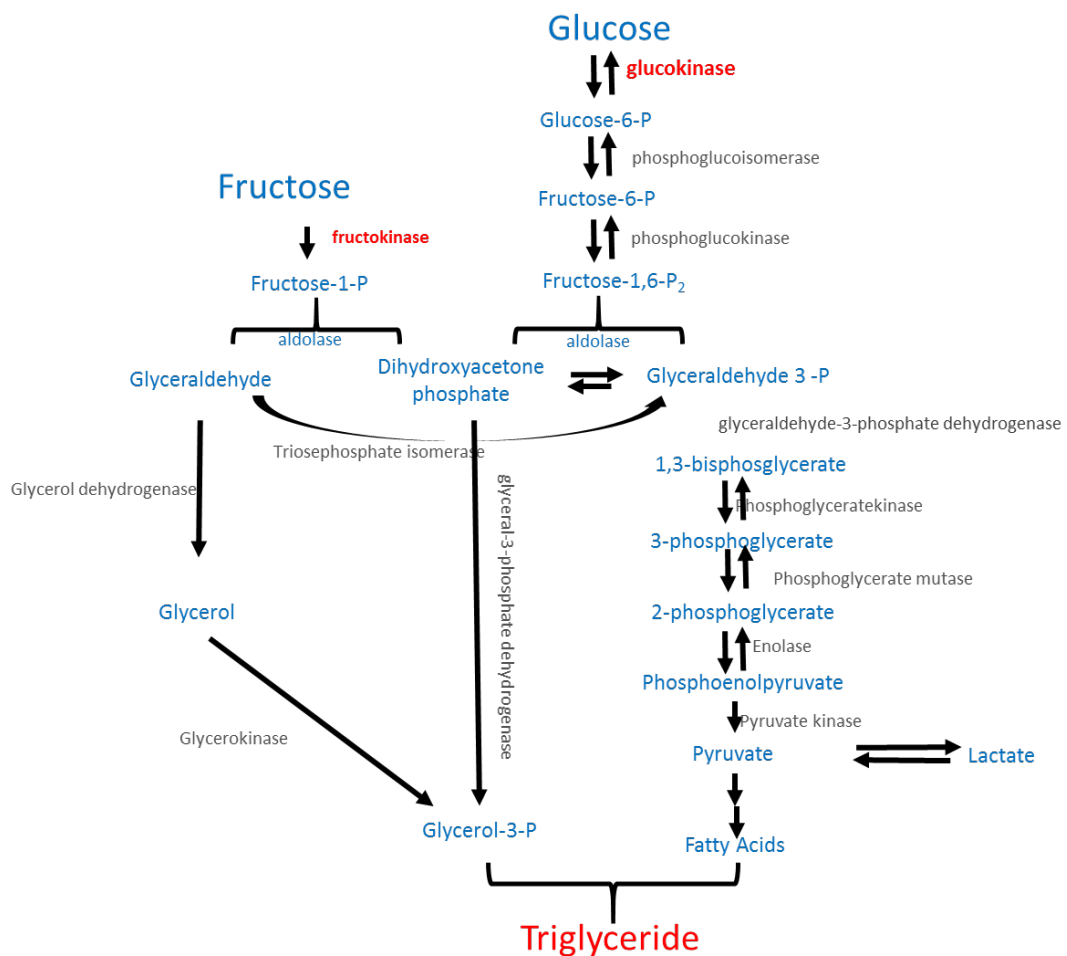 Glucose
glucokinase
Glucose-6-P
phosphoglucoisomerase
Fructose
Fructose-6-P
fructokinase
phosphoglucokinase
Fructose-1-P
Fructose-1,6-P₂
aldolase
aldolase
Glyceraldehyde
Dihydroxyacetone
phosphate
Glyceraldehyde 3 -P
glyceraldehyde-3-phosphate dehydrogenase
Triosephosphate isomerase
1,3-bisphosglycerate
Glycerol dehydrogenase
glyceral-3-phosphate dehydrogenase
Phosphoglyceratekinase
3-phosphoglycerate
Phosphoglycerate mutase
Glycerol
2-phosphoglycerate
Enolase
Phosphoenolpyruvate
Pyruvate kinase
Glycerokinase
Pyruvate
Lactate
Glycerol-3-P
Fatty Acids
Triglyceride